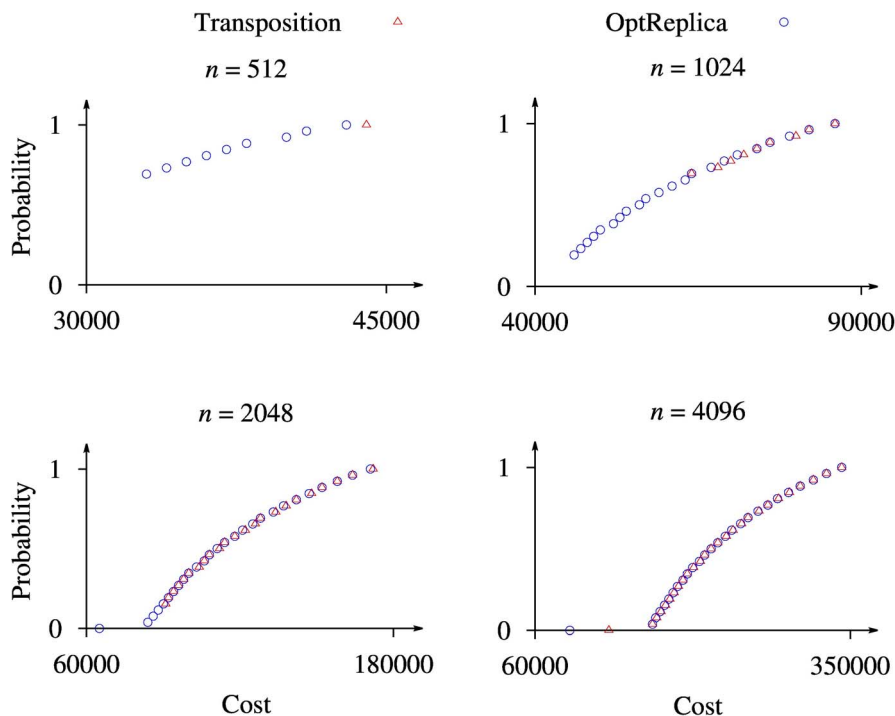 Transposition OptReplica
n = 512 n = 1024
1 1
Probability
0 0
30000 45000 40000 90000
n = 2048 n = 4096
1 1
Probability
0 0
60000 180000 60000 350000
Cost Cost